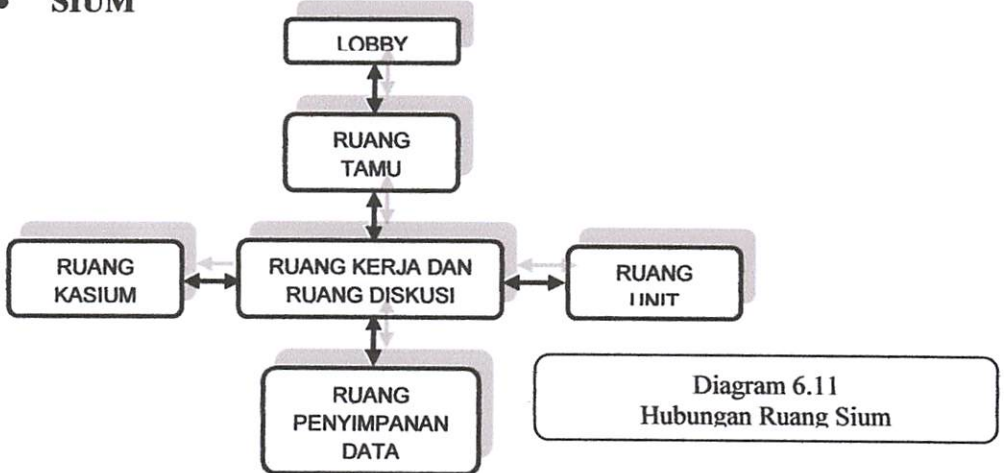 • SIUM
LOBBY
RUANG
TAMU
RUANG
KASIUM
RUANG KERJA DAN
RUANG DISKUSI
RUANG
UNIT
RUANG
PENYIMPANAN
DATA
Diagram 6.11
Hubungan Ruang Sium